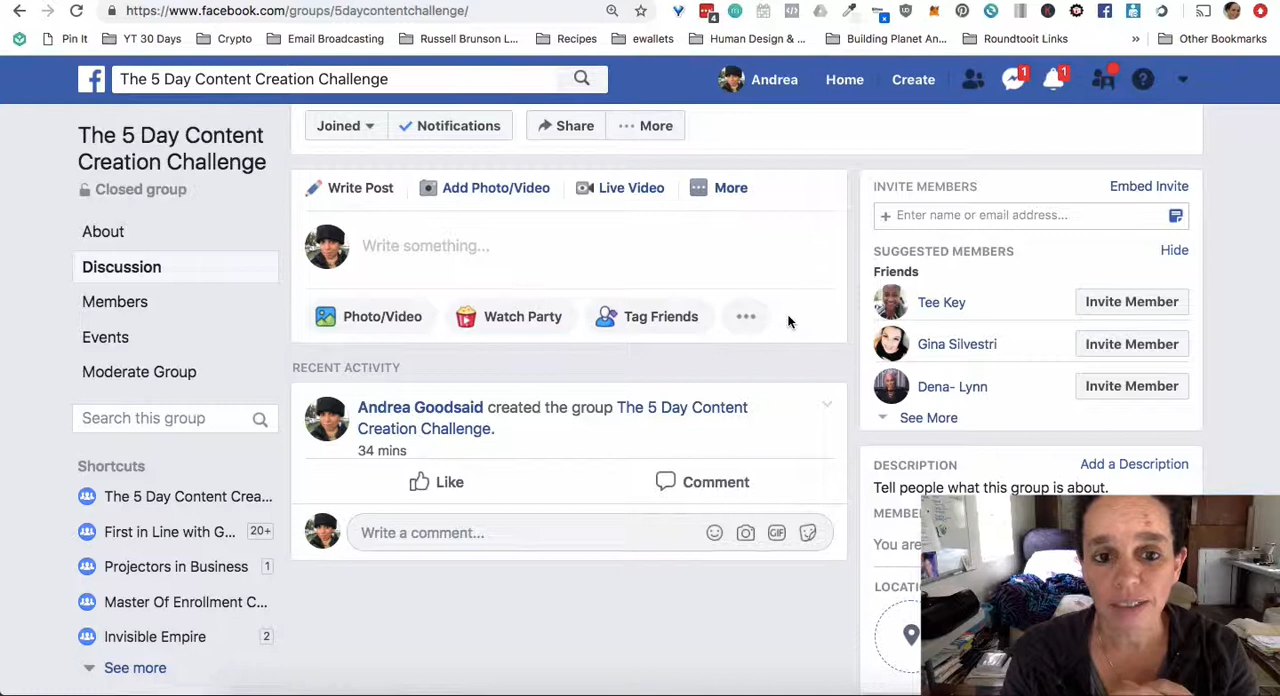 https://www.facebook.com/groups/5daycontentchallenge/
4
Pin It YT 30 Days Crypto Email Broadcasting Russell Brunson L... Recipes ewallets Human Design & ... Building Planet An... Roundtooit Links » Other Bookmarks
The 5 Day Content Creation Challenge Andrea Home Create 1 1
The 5 Day Content
Creation Challenge
Closed group
About
Discussion
Members
Events
Moderate Group
Search this group
Shortcuts
The 5 Day Content Crea...
First in Line with G... 20+
Projectors in Business 1
Master Of Enrollment C...
Invisible Empire 2
See more
Joined Notifications Share More
Write Post Add Photo/Video Live Video More
Write something...
Photo/Video Watch Party Tag Friends
RECENT ACTIVITY
Andrea Goodsaid created the group The 5 Day Content
Creation Challenge.
34 mins
Like Comment
Write a comment... GIF
INVITE MEMBERS Embed Invite
+ Enter name or email address...
SUGGESTED MEMBERS Hide
Friends
Tee Key Invite Member
Gina Silvestri Invite Member
Dena- Lynn Invite Member
See More
DESCRIPTION Add a Description
Tell people what this group is about.
You are